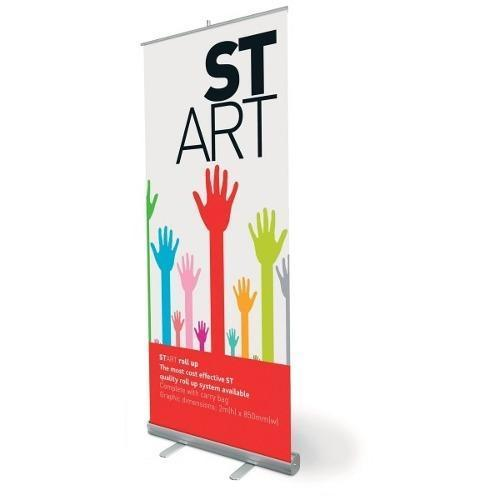 ST
ART
START roll up
The most cost effective ST
quality roll up system available
Complete with carry bag
Graphic dimensions; 2m(h) x 850mm(w)